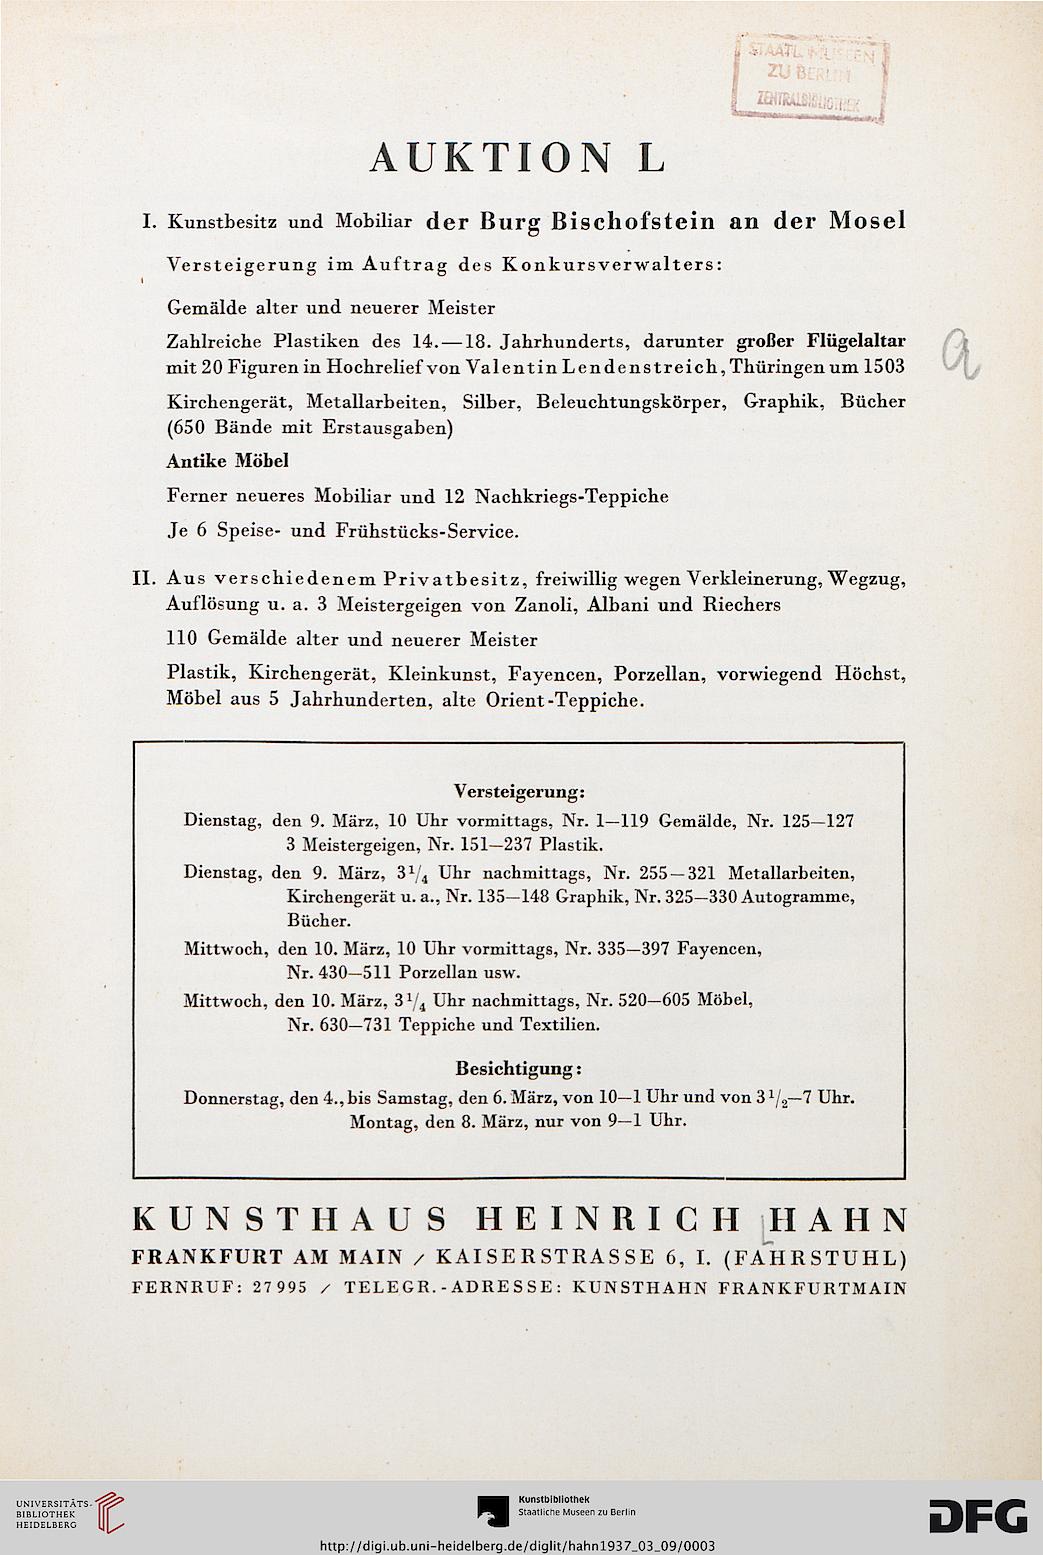 STAATL. MUSEEN
ZU BERLIN
ZENTRALBIBLIOTHEK
AUKTION L
I. Kunstbesitz und Mobiliar der Burg Bischofstein an der Mosel
Versteigerung im Auftrag des Konkursverwalters:
Gemälde alter und neuerer Meister
Zahlreiche Plastiken des 14.—18. Jahrhunderts, darunter großer Flügelaltar
mit 20 Figuren in Hochrelief von Valentin Lendenstreich, Thüringen um 1503
a
Kirchengerät, Metallarbeiten, Silber, Beleuchtungskörper, Graphik, Bücher
(650 Bände mit Erstausgaben)
Antike Möbel
Ferner neueres Mobiliar und 12 Nachkriegs-Teppiche
Je 6 Speise- und Frühstücks-Service.
II. Aus verschiedenem Privatbesitz, freiwillig wegen Verkleinerung, Wegzug,
Auflösung u. a. 3 Meistergeigen von Zanoli, Albani und Riechers
110 Gemälde alter und neuerer Meister
Plastik, Kirchengerät, Kleinkunst, Fayencen, Porzellan, vorwiegend Höchst,
Möbel aus 5 Jahrhunderten, alte Orient-Teppiche.
Versteigerung:
Dienstag, den 9. März, 10 Uhr vormittags, Nr. 1—119 Gemälde, Nr. 125—127
3 Meistergeigen, Nr. 151—237 Plastik.
Dienstag, den 9. März, 3¹/₄ Uhr nachmittags, Nr. 255—321 Metallarbeiten,
Kirchengerät u. a., Nr. 135—148 Graphik, Nr. 325—330 Autogramme,
Bücher.
Mittwoch, den 10. März, 10 Uhr vormittags, Nr. 335—397 Fayencen,
Nr. 430—511 Porzellan usw.
Mittwoch, den 10. März, 3¹/₄ Uhr nachmittags, Nr. 520—605 Möbel,
Nr. 630—731 Teppiche und Textilien.
Besichtigung:
Donnerstag, den 4., bis Samstag, den 6. März, von 10—1 Uhr und von 3¹/₂—7 Uhr.
Montag, den 8. März, nur von 9—1 Uhr.
KUNSTHAUS HEINRICH HAHN
FRANKFURT AM MAIN / KAISERSTRASSE 6, I. (FAHRSTUHL)
FERNRUF: 27995 / TELEGR.-ADRESSE: KUNSTHAHN FRANKFURTMAIN
UNIVERSITÄTS-
BIBLIOTHEK
HEIDELBERG
Kunstbibliothek
Staatliche Museen zu Berlin
DFG
http://digi.ub.uni-heidelberg.de/diglit/hahn1937_03_09/0003